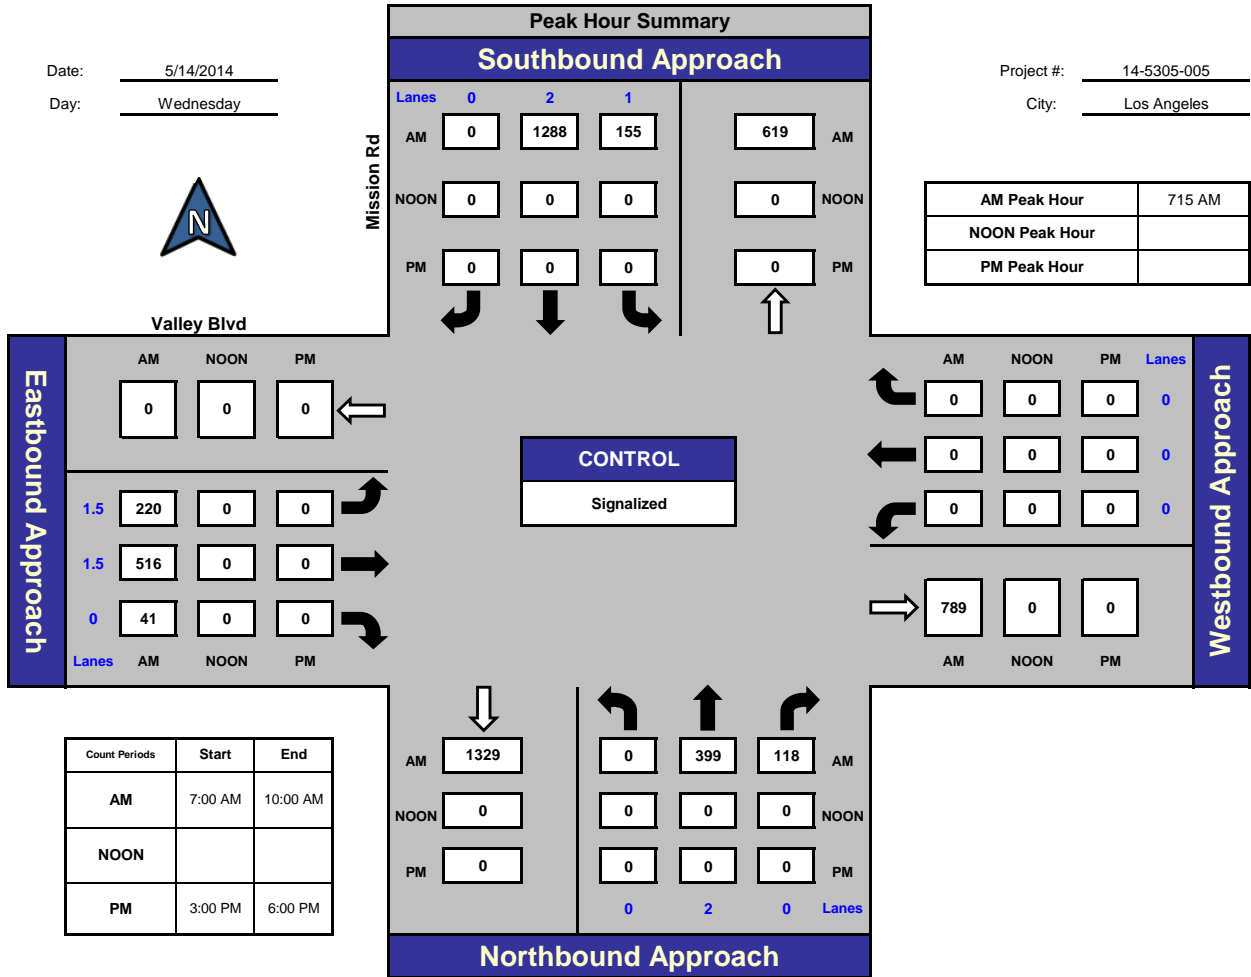 Peak Hour Summary
Southbound Approach
Date: 5/14/2014
Day: Wednesday
Project #: 14-5305-005
City: Los Angeles
N
Mission Rd
Lanes 0 2 1
AM 0 1288 155 619 AM
NOON 0 0 0 0 NOON
PM 0 0 0 0 PM
AM Peak Hour 715 AM
NOON Peak Hour
PM Peak Hour
Valley Blvd
Eastbound Approach
AM NOON PM
0 0 0
1.5 220 0 0
1.5 516 0 0
0 41 0 0
Lanes AM NOON PM
CONTROL
Signalized
AM NOON PM Lanes
0 0 0 0
0 0 0 0
0 0 0 0
789 0 0
AM NOON PM
Westbound Approach
Count Periods Start End
AM 7:00 AM 10:00 AM
NOON
PM 3:00 PM 6:00 PM
AM 1329 0 399 118 AM
NOON 0 0 0 0 NOON
PM 0 0 0 0 PM
0 2 0 Lanes
Northbound Approach